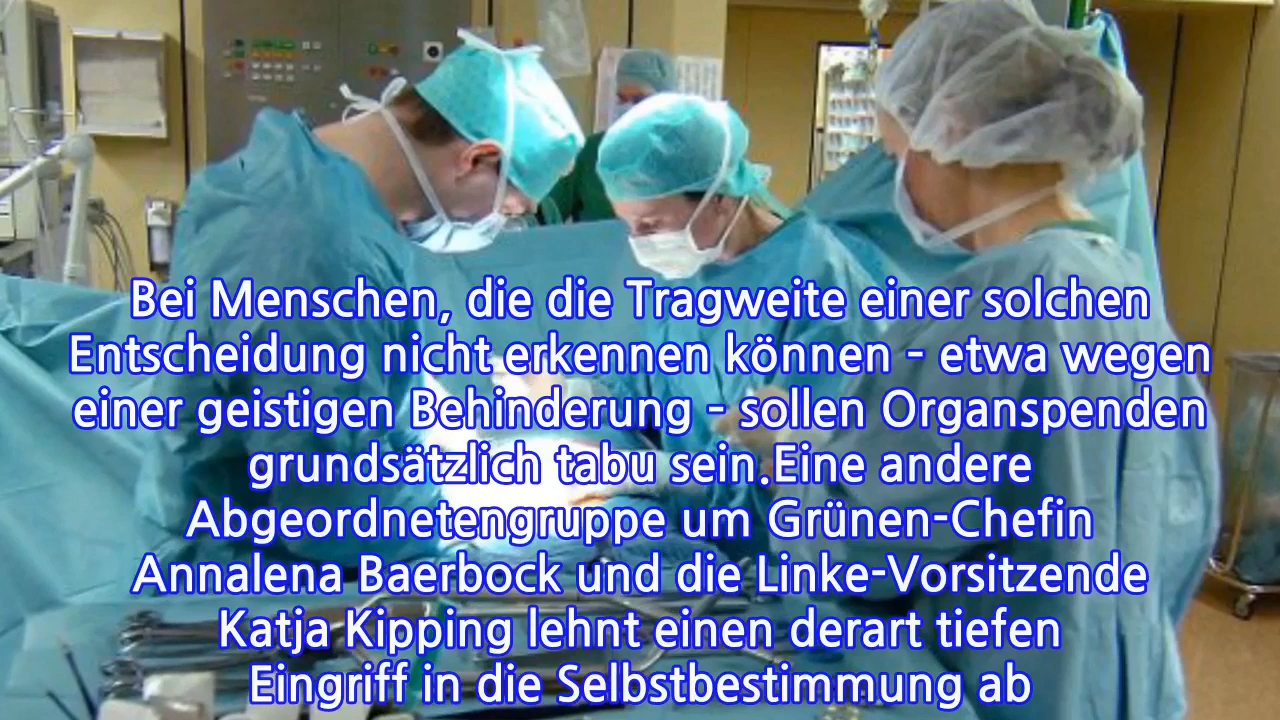 Bei Menschen, die die Tragweite einer solchen
Entscheidung nicht erkennen können - etwa wegen
einer geistigen Behinderung - sollen Organspenden
grundsätzlich tabu sein.Eine andere
Abgeordnetengruppe um Grünen-Chefin
Annalena Baerbock und die Linke-Vorsitzende
Katja Kipping lehnt einen derart tiefen
Eingriff in die Selbstbestimmung ab